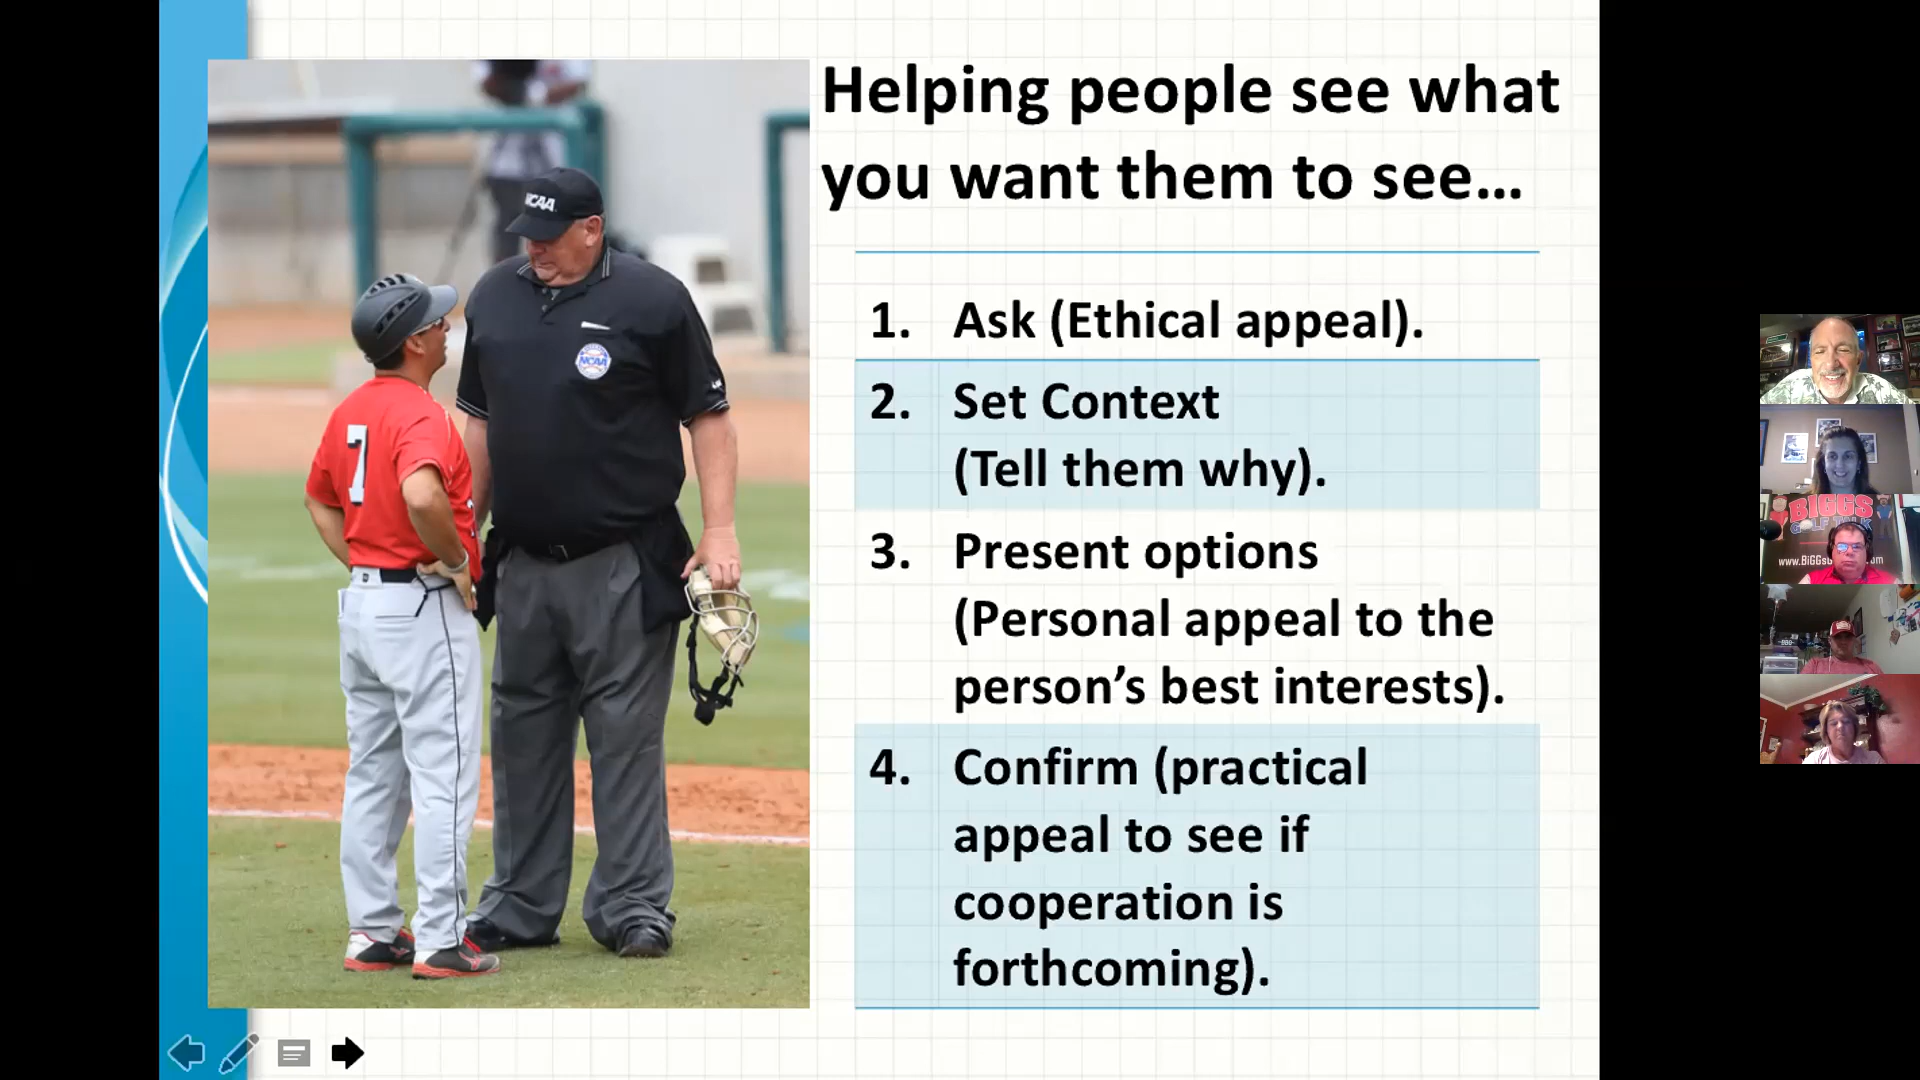 Helping people see what
you want them to see...
1. Ask (Ethical appeal).
2. Set Context
(Tell them why).
3. Present options
(Personal appeal to the
person’s best interests).
4. Confirm (practical
appeal to see if
cooperation is
forthcoming).
NCAA
NCAA
7
BIGGS
GOLF TALK